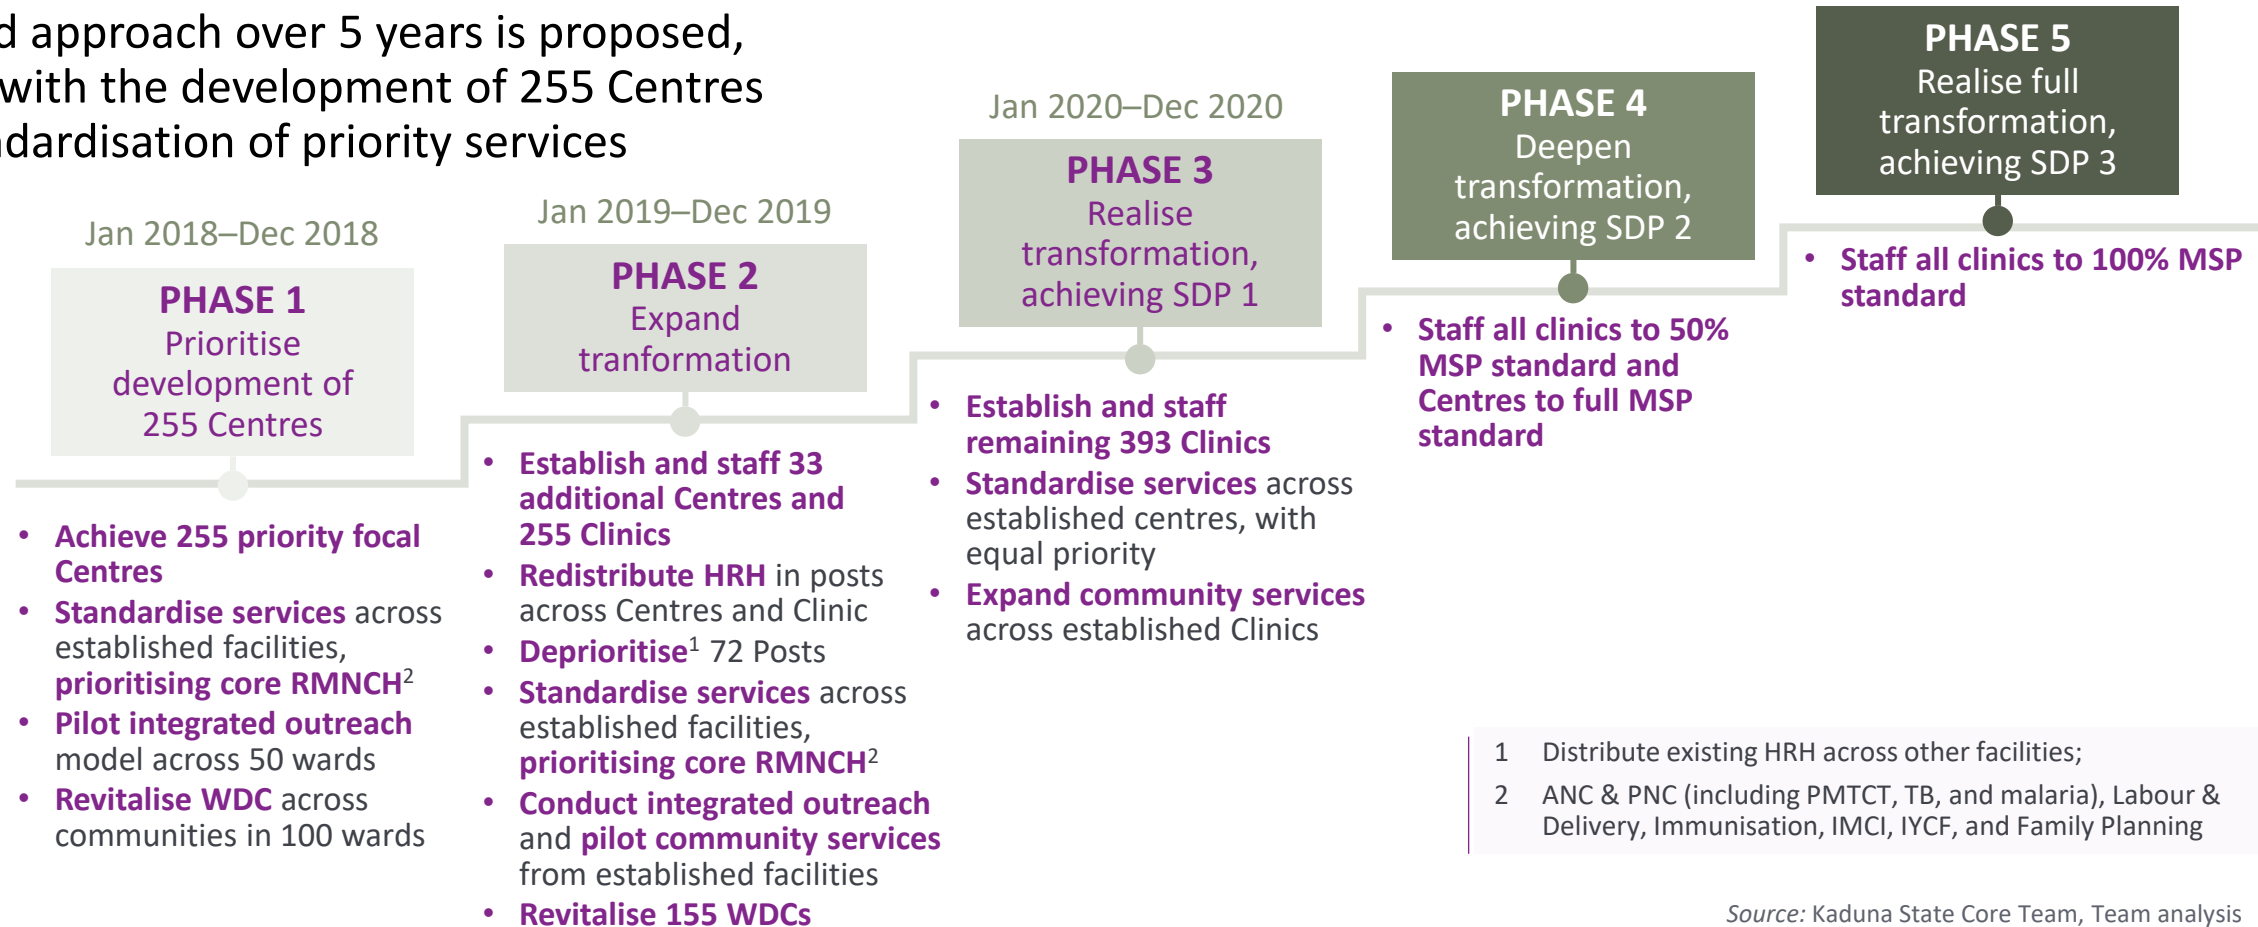 d approach over 5 years is proposed,
with the development of 255 Centres
dardisation of priority services
Jan 2018–Dec 2018
PHASE 1
Prioritise
development of
255 Centres
• Achieve 255 priority focal
Centres
• Standardise services across
established facilities,
prioritising core RMNCH2
• Pilot integrated outreach
model across 50 wards
• Revitalise WDC across
communities in 100 wards
Jan 2019–Dec 2019
PHASE 2
Expand
tranformation
• Establish and staff 33
additional Centres and
255 Clinics
• Redistribute HRH in posts
across Centres and Clinic
• Deprioritise1 72 Posts
• Standardise services across
established facilities,
prioritising core RMNCH2
• Conduct integrated outreach
and pilot community services
from established facilities
• Revitalise 155 WDCs
Jan 2020–Dec 2020
PHASE 3
Realise
transformation,
achieving SDP 1
• Establish and staff
remaining 393 Clinics
• Standardise services across
established centres, with
equal priority
• Expand community services
across established Clinics
PHASE 4
Deepen
transformation,
achieving SDP 2
• Staff all clinics to 50%
MSP standard and
Centres to full MSP
standard
PHASE 5
Realise full
transformation,
achieving SDP 3
• Staff all clinics to 100% MSP
standard
1 Distribute existing HRH across other facilities;
2 ANC & PNC (including PMTCT, TB, and malaria), Labour &
Delivery, Immunisation, IMCI, IYCF, and Family Planning
Source: Kaduna State Core Team, Team analysis